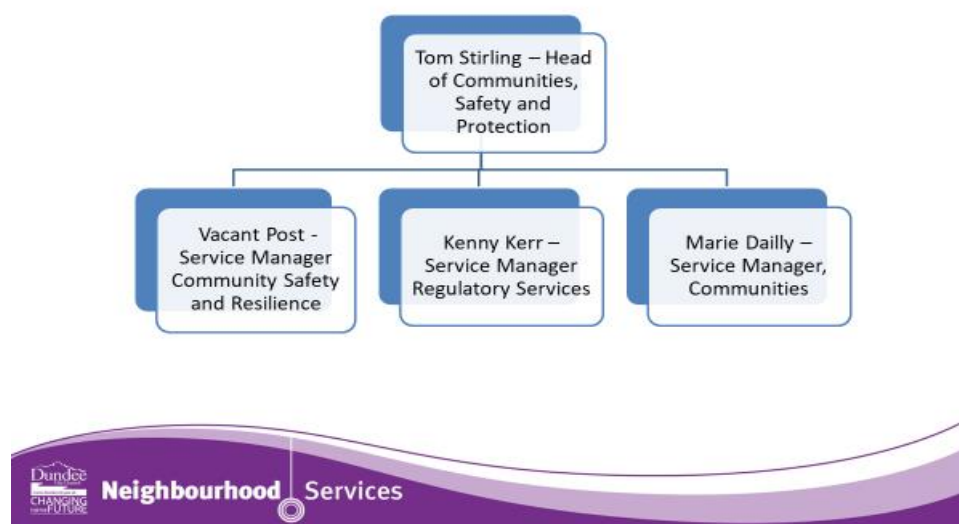 Tom Stirling – Head
of Communities,
Safety and
Protection
Vacant Post -
Service Manager
Community Safety
and Resilience
Kenny Kerr –
Service Manager
Regulatory Services
Marie Dailly –
Service Manager,
Communities
Dundee
CHANGING
FUTURE
Neighbourhood Services